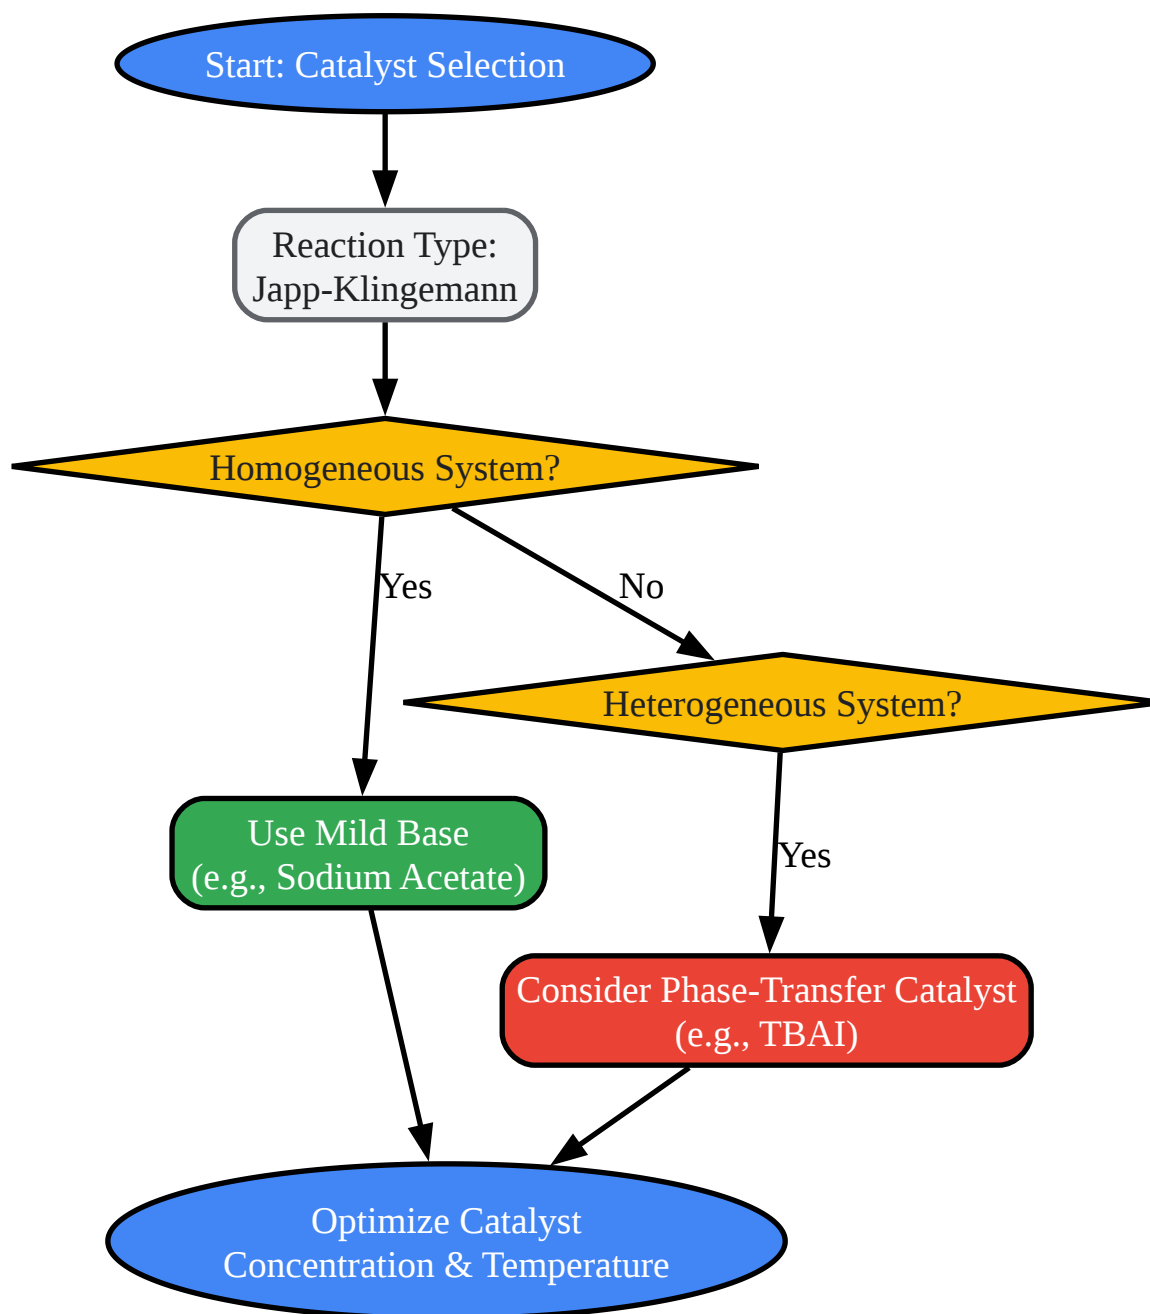 Start: Catalyst Selection
Reaction Type:
Japp-Klingemann
Homogeneous System?
Yes
No
Heterogeneous System?
Use Mild Base
(e.g., Sodium Acetate)
Yes
Consider Phase-Transfer Catalyst
(e.g., TBAI)
Optimize Catalyst
Concentration & Temperature